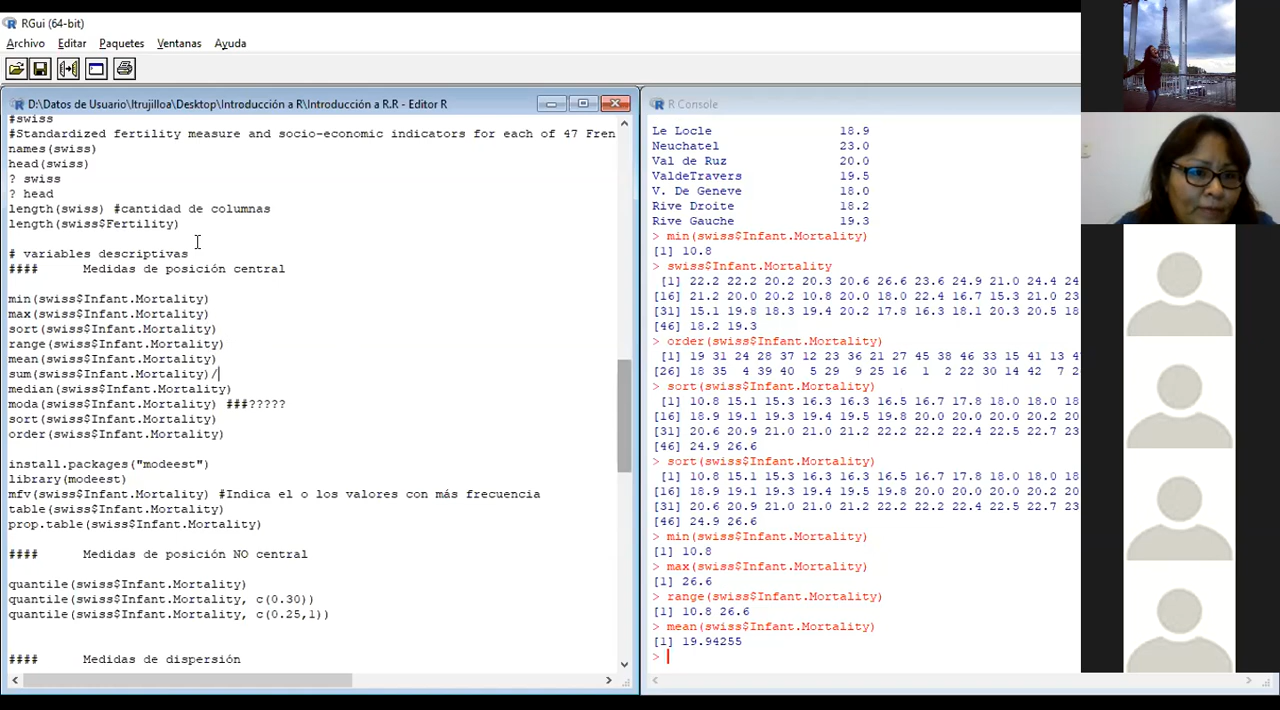 RGui (64-bit)
Archivo Editar Paquetes Ventanas Ayuda
D:\Datos de Usuario\ltrujilloa\Desktop\Introducción a R\Introducción a R.R - Editor R
#swiss
#Standardized fertility measure and socio-economic indicators for each of 47 Fren
names(swiss)
head(swiss)
? swiss
? head
length(swiss) #cantidad de columnas
length(swiss$Fertility)
# variables descriptivas
#### Medidas de posición central
min(swiss$Infant.Mortality)
max(swiss$Infant.Mortality)
sort(swiss$Infant.Mortality)
range(swiss$Infant.Mortality)
mean(swiss$Infant.Mortality)
sum(swiss$Infant.Mortality)/
median(swiss$Infant.Mortality)
moda(swiss$Infant.Mortality) ###?????
sort(swiss$Infant.Mortality)
order(swiss$Infant.Mortality)
install.packages("modeest")
library(modeest)
mfv(swiss$Infant.Mortality) #Indica el o los valores con más frecuencia
table(swiss$Infant.Mortality)
prop.table(swiss$Infant.Mortality)
#### Medidas de posición NO central
quantile(swiss$Infant.Mortality)
quantile(swiss$Infant.Mortality, c(0.30))
quantile(swiss$Infant.Mortality, c(0.25,1))
#### Medidas de dispersión
R Console
Le Locle 18.9
Neuchatel 23.0
Val de Ruz 20.0
ValdeTravers 19.5
V. De Geneve 18.0
Rive Droite 18.2
Rive Gauche 19.3
> min(swiss$Infant.Mortality)
[1] 10.8
> swiss$Infant.Mortality
[1] 22.2 22.2 20.2 20.3 20.6 26.6 23.6 24.9 21.0 24.4 24
[16] 21.2 20.0 20.2 10.8 20.0 18.0 22.4 16.7 15.3 21.0 23
[31] 15.1 19.8 18.3 19.4 20.2 17.8 16.3 18.1 20.3 20.5 18
[46] 18.2 19.3
> order(swiss$Infant.Mortality)
[1] 19 31 24 28 37 12 23 36 21 27 45 38 46 33 15 41 13 4
[26] 18 35 4 39 40 5 29 9 25 16 1 2 22 30 14 42 7 2
> sort(swiss$Infant.Mortality)
[1] 10.8 15.1 15.3 16.3 16.3 16.5 16.7 17.8 18.0 18.0 18
[16] 18.9 19.1 19.3 19.4 19.5 19.8 20.0 20.0 20.0 20.2 20
[31] 20.6 20.9 21.0 21.0 21.2 22.2 22.2 22.4 22.5 22.7 23
[46] 24.9 26.6
> sort(swiss$Infant.Mortality)
[1] 10.8 15.1 15.3 16.3 16.3 16.5 16.7 17.8 18.0 18.0 18
[16] 18.9 19.1 19.3 19.4 19.5 19.8 20.0 20.0 20.0 20.2 20
[31] 20.6 20.9 21.0 21.0 21.2 22.2 22.2 22.4 22.5 22.7 23
[46] 24.9 26.6
> min(swiss$Infant.Mortality)
[1] 10.8
> max(swiss$Infant.Mortality)
[1] 26.6
> range(swiss$Infant.Mortality)
[1] 10.8 26.6
> mean(swiss$Infant.Mortality)
[1] 19.94255
>